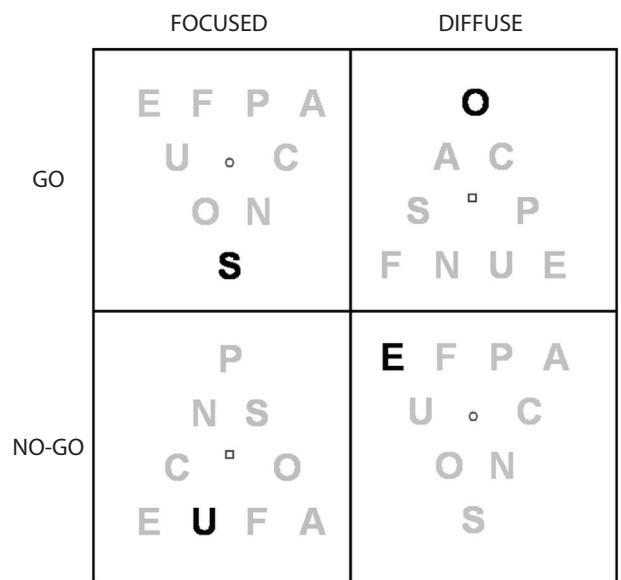 FOCUSED DIFFUSE
GO
E F P A
U C
O N
S
O
A C
S P
F N U E
NO-GO
P
N S
C O
E U F A
E F P A
U C
O N
S